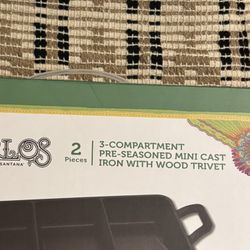 LOS
SANTANA
2
Pieces
3-COMPARTMENT
PRE-SEASONED MINI CAST
IRON WITH WOOD TRIVET